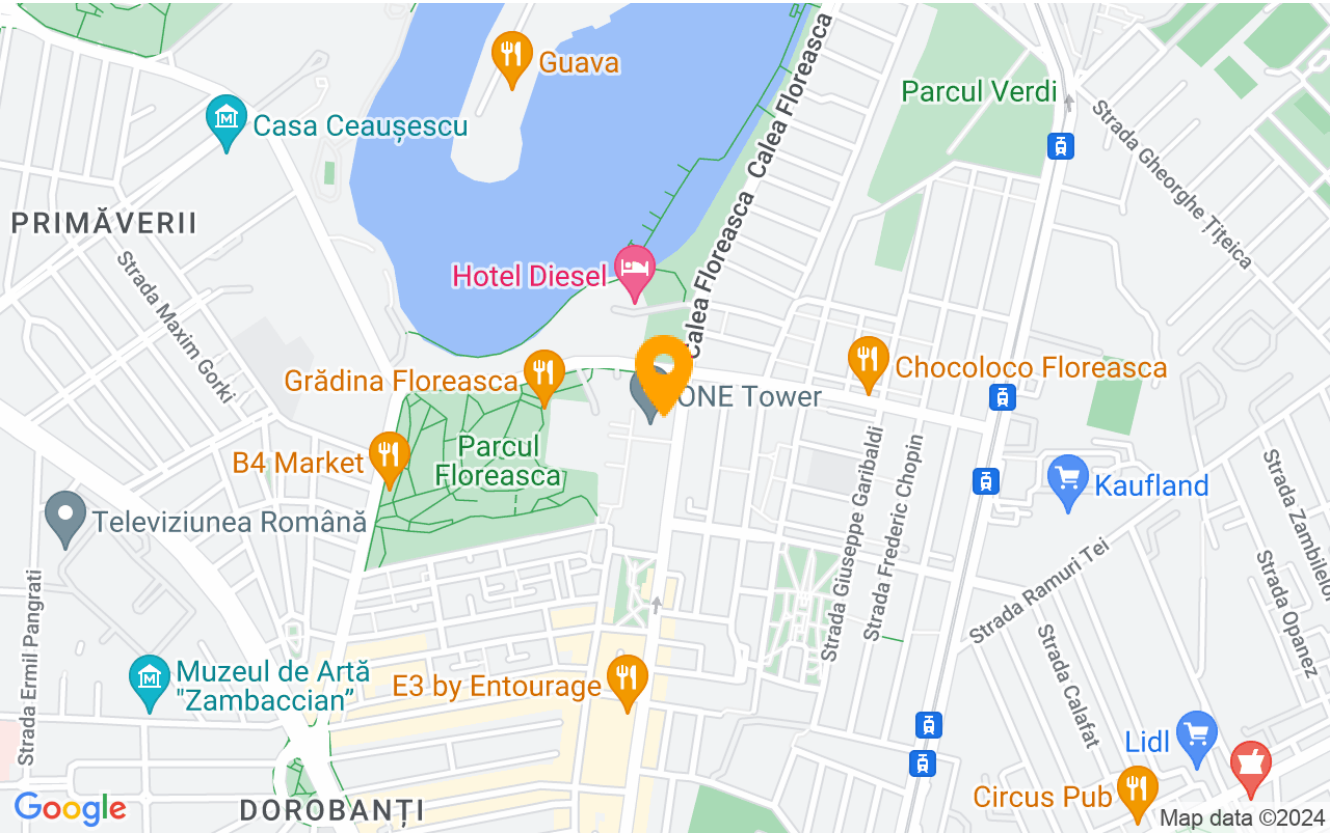 Guava
Calea Floreasca
Parcul Verdi
Casa Ceaușescu
Strada Gheorghe Țițeica
PRIMĂVERII
Calea Floreasca
Hotel Diesel
Strada Maxim Gorki
Chocoloco Floreasca
Grădina Floreasca
ONE Tower
Parcul
Floreasca
B4 Market
Kaufland
Televiziunea Română
Strada Giuseppe Garibaldi
Strada Frederic Chopin
Strada Zambilelor
Strada Ramuri Tei
Strada Opanez
Strada Ermil Pangrati
Strada Calafat
Muzeul de Artă
"Zambaccian”
E3 by Entourage
Lidl
Circus Pub
Google
DOROBANȚI
Map data ©2024